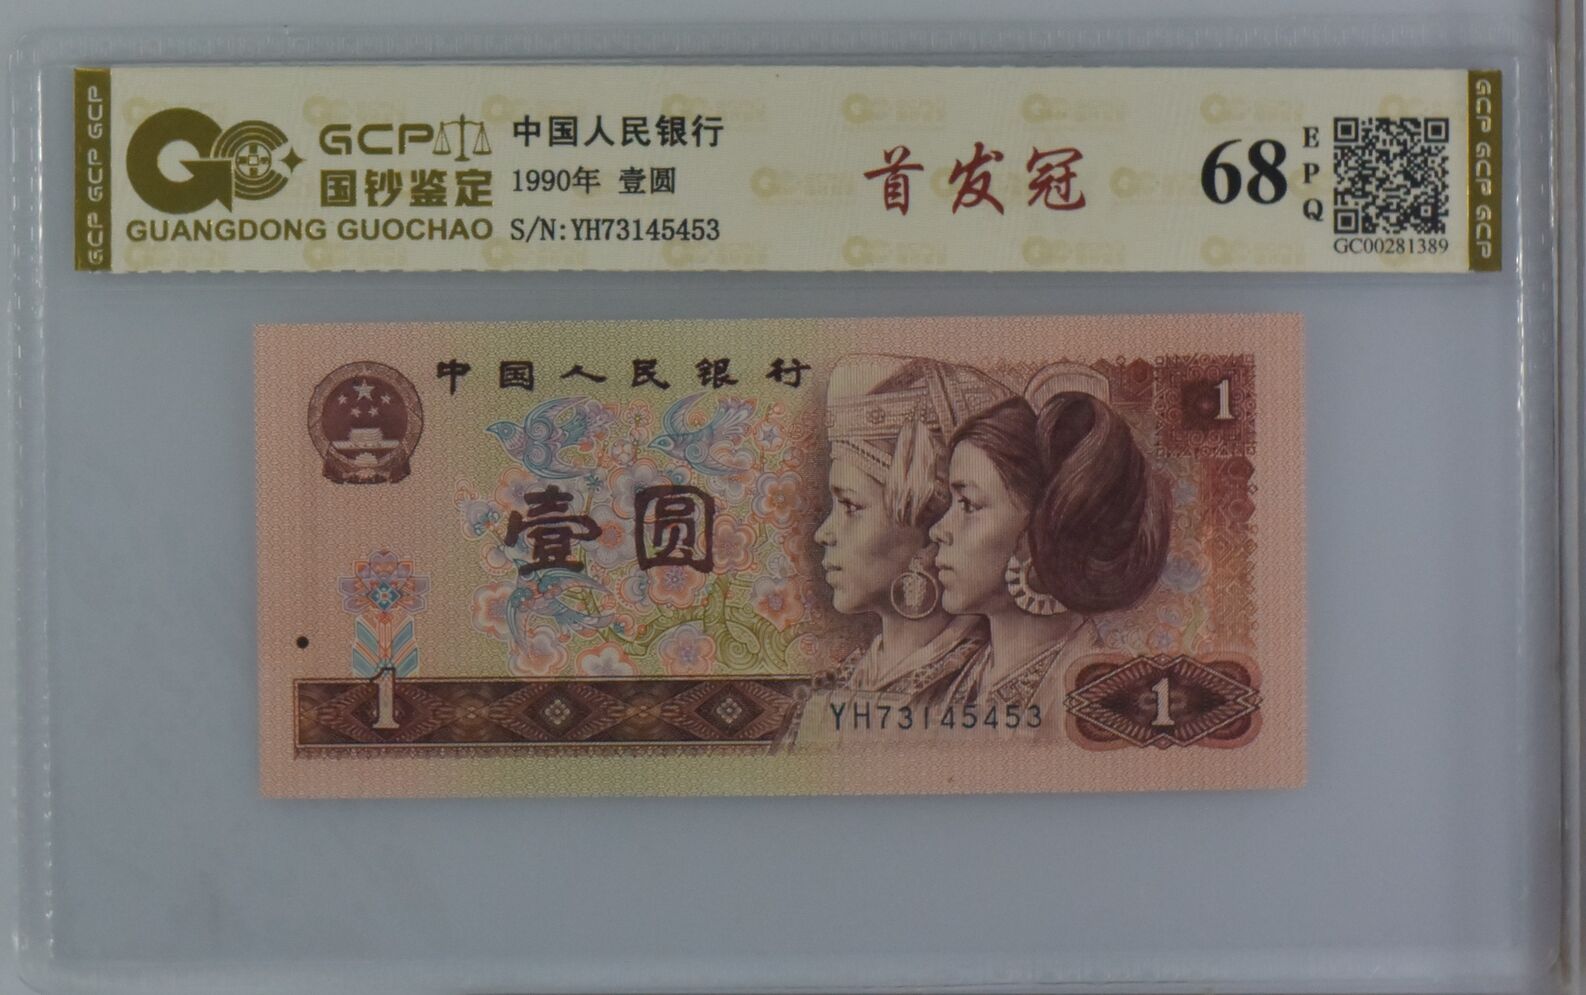 GCP GCP GCP
GCP
国钞鉴定
GUANGDONG GUOCHAO
中国人民银行
1990年 壹圆
S/N:YH73145453
首发冠
68
EPQ
GC00281389
GCP GCP GCP
中国人民银行
1
壹圆
1
YH73145453
1